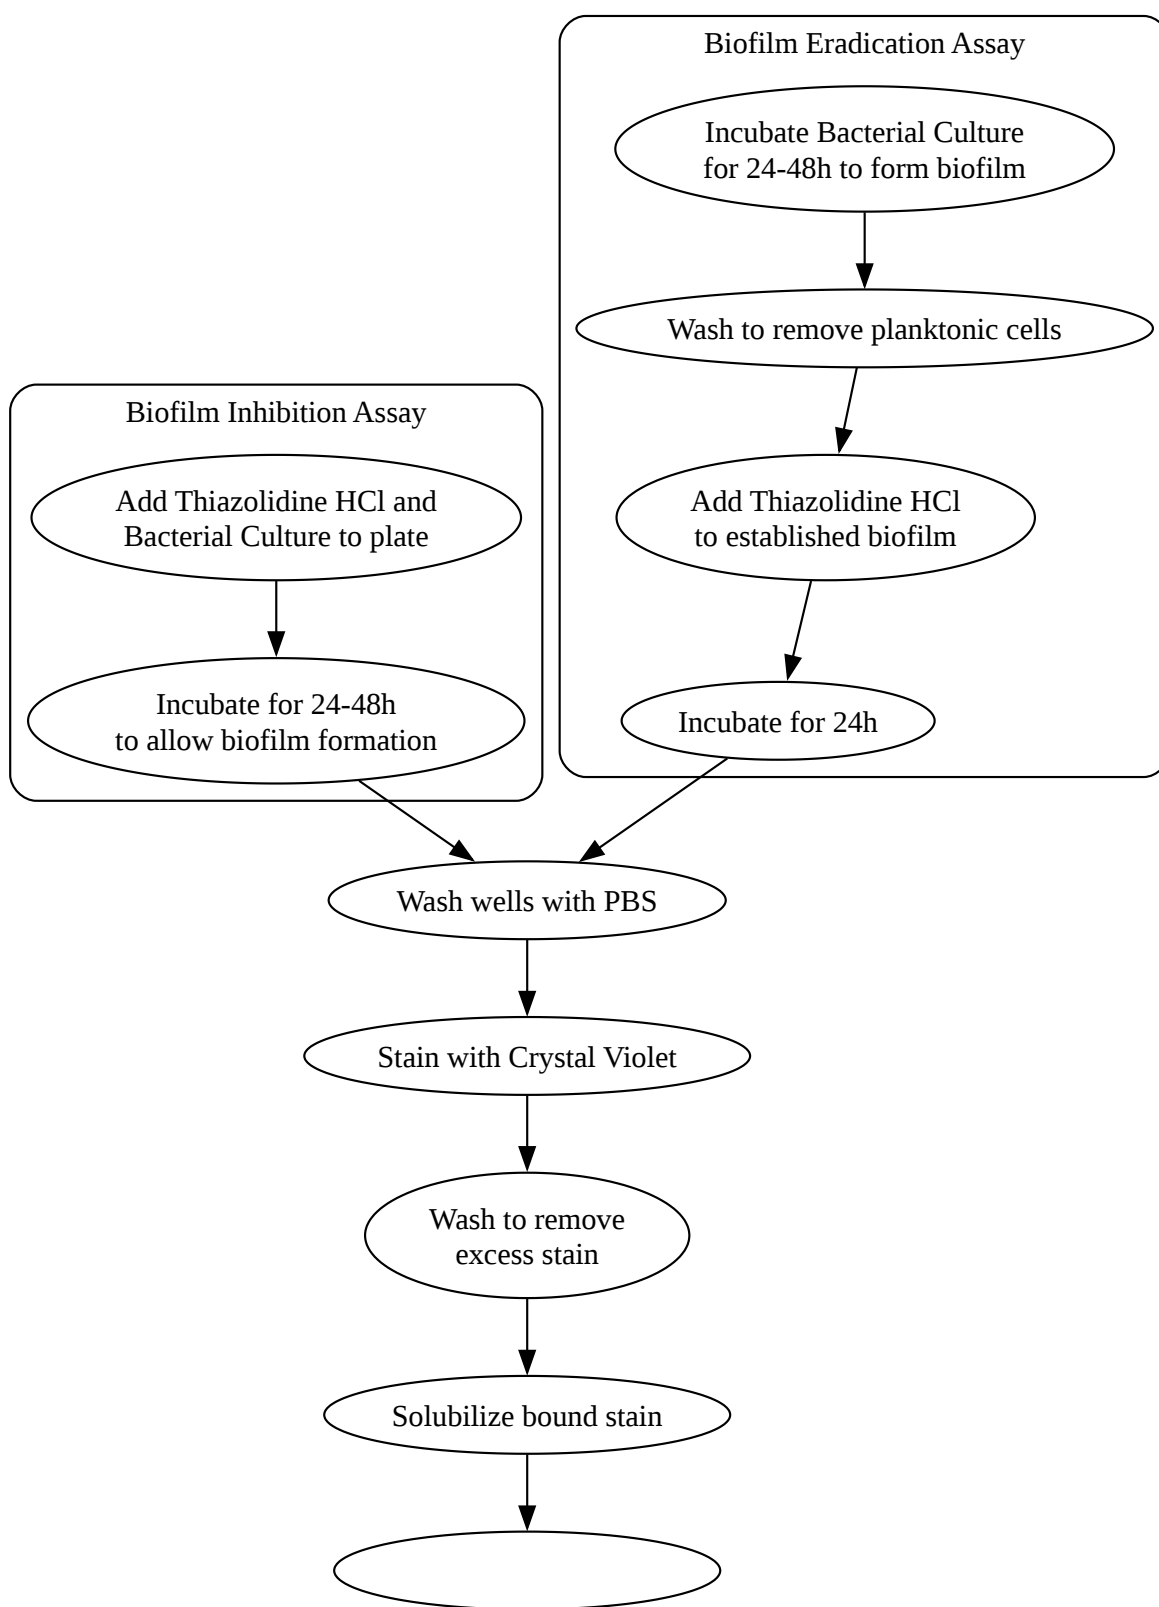 Biofilm Eradication Assay
Incubate Bacterial Culture
for 24-48h to form biofilm
Wash to remove planktonic cells
Biofilm Inhibition Assay
Add Thiazolidine HCl and
Bacterial Culture to plate
Add Thiazolidine HCl
to established biofilm
Incubate for 24-48h
to allow biofilm formation
Incubate for 24h
Wash wells with PBS
Stain with Crystal Violet
Wash to remove
excess stain
Solubilize bound stain